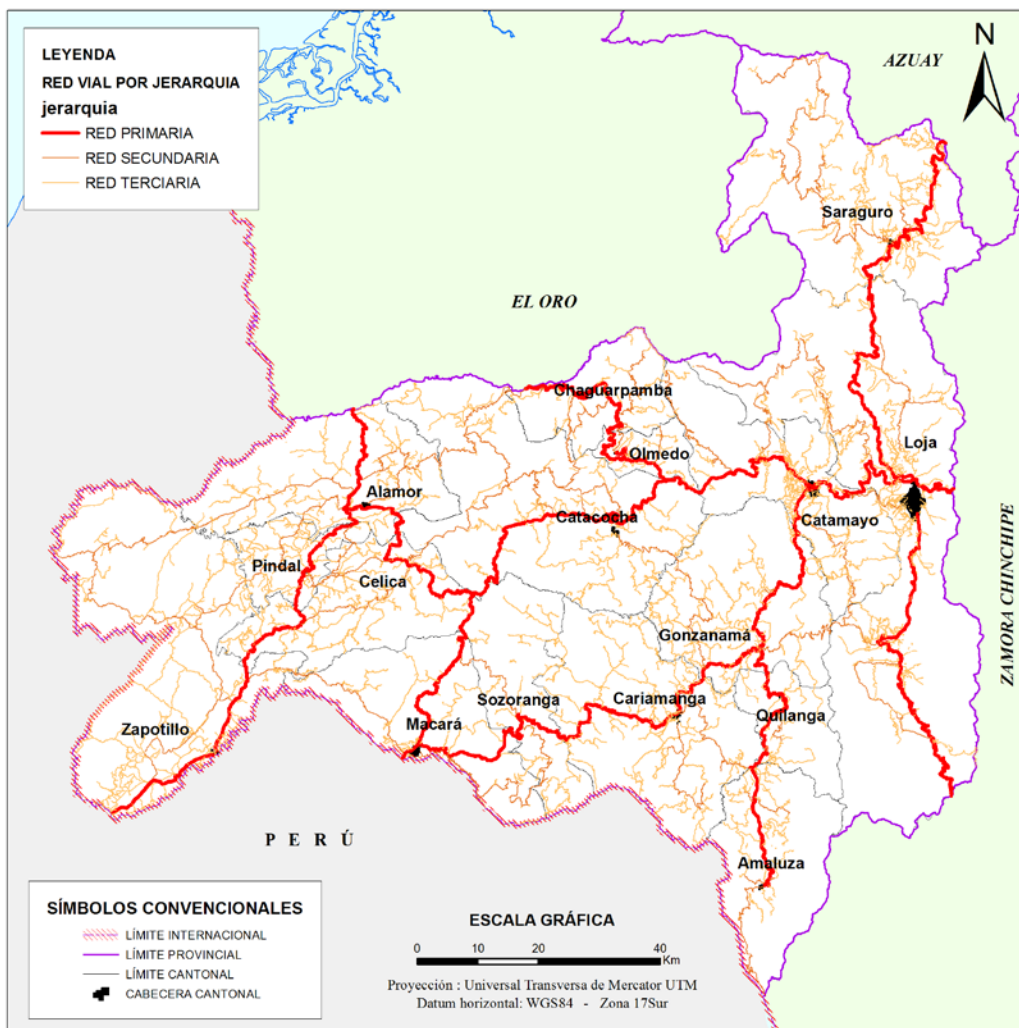 LEYENDA
RED VIAL POR JERARQUIA
jerarquia
RED PRIMARIA
RED SECUNDARIA
RED TERCIARIA
N
AZUAY
Saraguro
EL ORO
Chaguarpamba
Loja
Olmedo
Alamor
Catacocha
Catamayo
ZAMORA CHINCHIPE
Pindal
Celica
Gonzanamá
Sozoranga
Cariamanga
Quilanga
Zapotillo
Macará
PERÚ
Amaluza
SÍMBOLOS CONVENCIONALES
LÍMITE INTERNACIONAL
LÍMITE PROVINCIAL
LÍMITE CANTONAL
CABECERA CANTONAL
ESCALA GRÁFICA
0 10 20 40
Km
Proyección : Universal Transversa de Mercator UTM
Datum horizontal: WGS84 - Zona 17Sur